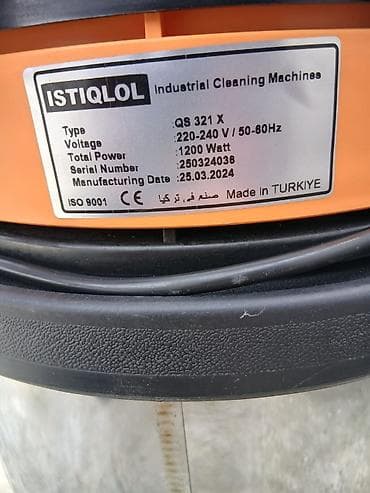 ISTIQLOL Industrial Cleaning Machines
Type :QS 321 X
Voltage :220-240 V / 50-60Hz
Total Power :1200 Watt
Serial Number :250324036
Manufacturing Date :25.03.2024
ISO 9001 CE صنع في تركيا Made in TURKIYE